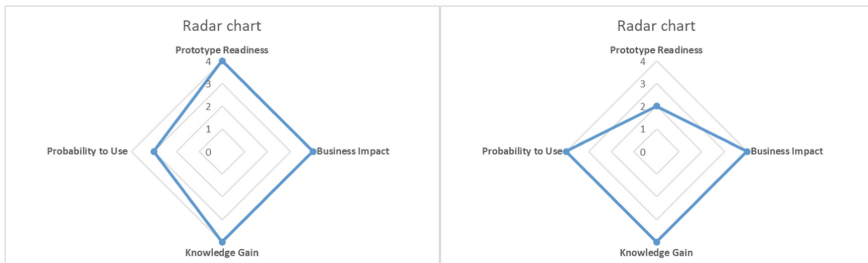 Radar chart
Prototype Readiness
4
3
2
1
0
Probability to Use
Business Impact
Knowledge Gain
Radar chart
Prototype Readiness
4
3
2
1
0
Probability to Use
Business Impact
Knowledge Gain